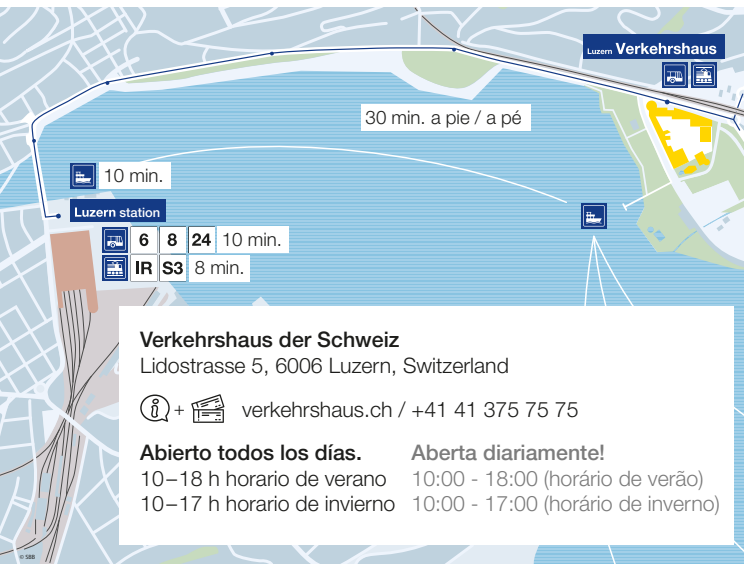 Luzern Verkehrshaus
30 min. a pie / a pé
10 min.
Luzern station
6 8 24 10 min.
IR S3 8 min.
Verkehrshaus der Schweiz
Lidostrasse 5, 6006 Luzern, Switzerland
+ verkehrshaus.ch / +41 41 375 75 75
Abierto todos los días. Aberta diariamente!
10–18 h horario de verano 10:00 - 18:00 (horário de verão)
10–17 h horario de invierno 10:00 - 17:00 (horário de inverno)
© SBB